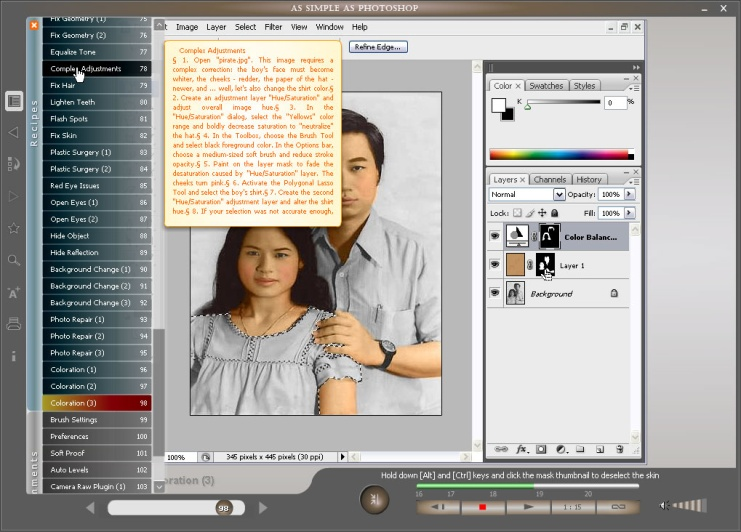 AS SIMPLE AS PHOTOSHOP
Image Layer Select Filter View Window Help
Refine Edge...
Recipes
Fix Geometry (1) 75
Fix Geometry (2) 76
Equalize Tone 77
Complex Adjustments 78
Fix Hair 79
Lighten Teeth 80
Flash Spots 81
Fix Skin 82
Plastic Surgery (1) 83
Plastic Surgery (2) 84
Red Eye Issues 85
Open Eyes (1) 86
Open Eyes (2) 87
Hide Object 88
Hide Reflection 89
Background Change (1) 90
Background Change (2) 91
Background Change (3) 92
Photo Repair (1) 93
Photo Repair (2) 94
Photo Repair (3) 95
Coloration (1) 96
Coloration (2) 97
Coloration (3) 98
Brush Settings 99
Preferences 100
Soft Proof 101
Auto Levels 102
Camera Raw Plugin (1) 103
Complex Adjustments
§ 1. Open "pirate.jpg". This image requires a
complex correction: the boy's face must become
whiter, the cheeks - redder, the paper of the hat -
newer, and ... well, let's also change the shirt color.§
2. Create an adjustment layer "Hue/Saturation" and
adjust overall image hue.§ 3. In the
"Hue/Saturation" dialog, select the "Yellows" color
range and boldly decrease saturation to "neutralize"
the hat.§ 4. In the Toolbox, choose the Brush Tool
and select black foreground color. In the Options bar,
choose a medium-sized soft brush and reduce stroke
opacity.§ 5. Paint on the layer mask to fade the
desaturation caused by "Hue/Saturation" layer. The
cheeks turn pink.§ 6. Activate the Polygonal Lasso
Tool and select the boy's shirt.§ 7. Create the second
"Hue/Saturation" adjustment layer and alter the shirt
hue.§ 8. If your selection was not accurate enough,
Color × Swatches Styles
K 0 %
Layers × Channels History
Normal Opacity: 100%
Lock: Fill: 100%
Color Balanc...
Layer 1
Background
100% 345 pixels x 445 pixels (30 ppi)
oration (3)
Hold down [Alt] and [Ctrl] keys and click the mask thumbnail to deselect the skin
98
16 17 18 19 20
1:15